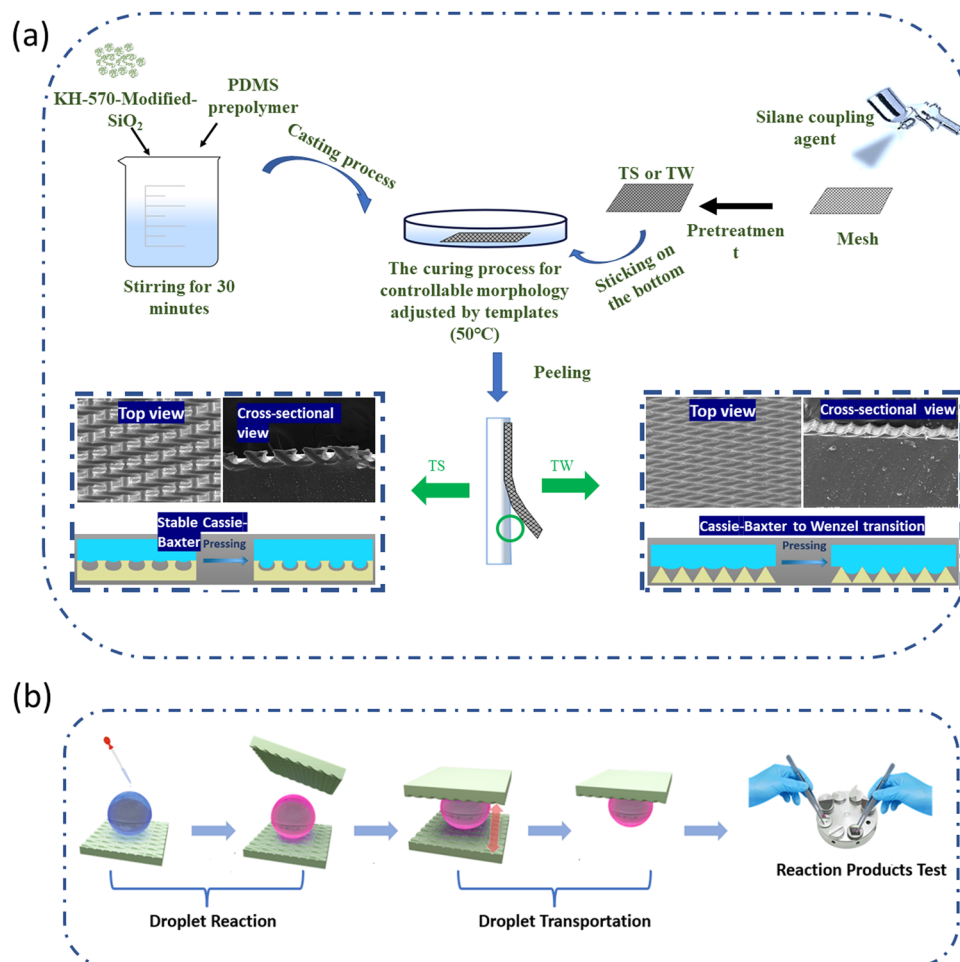 (a)
KH-570-Modified-
SiO₂
PDMS
prepolymer
Casting process
Silane coupling
agent
TS or TW
Pretreatmen
t
Mesh
Stirring for 30
minutes
The curing process for
controllable morphology
adjusted by templates
(50℃)
Sticking on
the bottom
Peeling
Top view
Cross-sectional
view
TS
TW
Top view
Cross-sectional view
Stable Cassie-
Baxter
Pressing
Cassie-Baxter to Wenzel transition
Pressing
(b)
Droplet Reaction
Droplet Transportation
Reaction Products Test